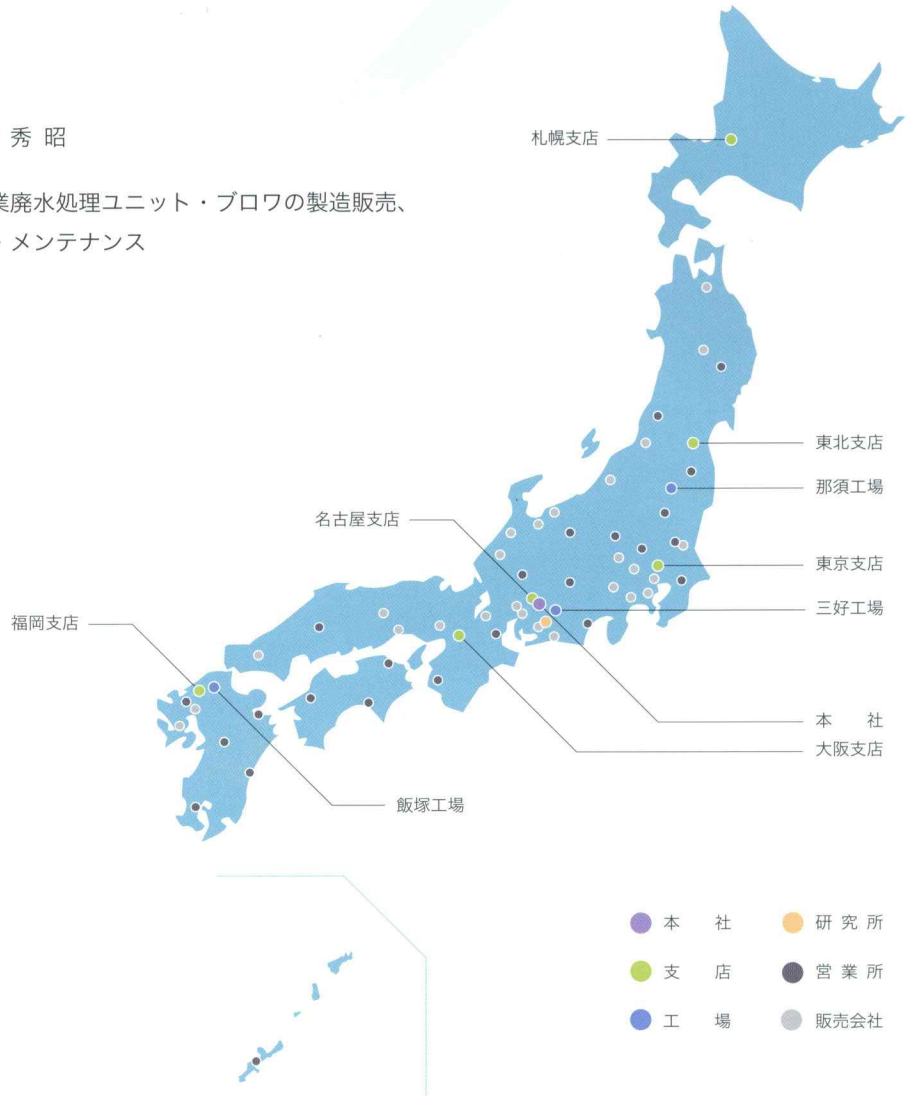 秀昭
業廃水処理ユニット・ブロワの製造販売、
・メンテナンス
札幌支店
東北支店
那須工場
名古屋支店
東京支店
三好工場
福岡支店
本　社
大阪支店
飯塚工場
本　社
研究所
支　店
営業所
工　場
販売会社